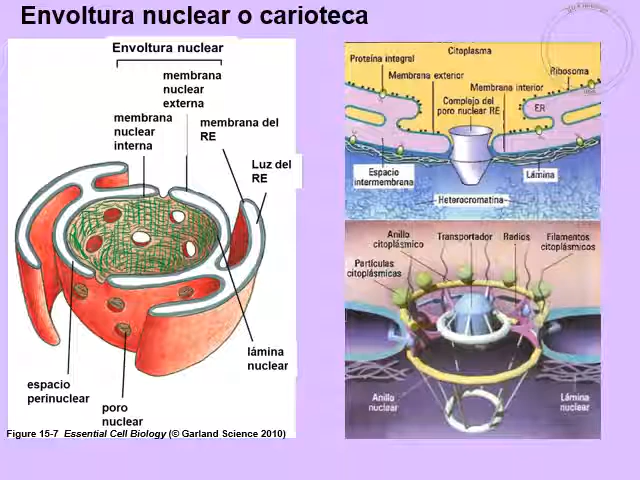 Envoltura nuclear o carioteca
Envoltura nuclear
membrana
nuclear
externa
membrana
nuclear
interna
membrana del
RE
Luz del
RE
lámina
nuclear
espacio
perinuclear
poro
nuclear
Figure 15-7 Essential Cell Biology (© Garland Science 2010)
Citoplasma
Proteína integral
Membrana exterior
Ribosoma
Membrana interior
Complejo del
poro nuclear RE
ER
Espacio
intermembrana
Lámina
Heterocromatina
Anillo
citoplásmico
Transportador
Radios
Filamentos
citoplásmicos
Partículas
citoplásmicas
Anillo
nuclear
Lámina
nuclear